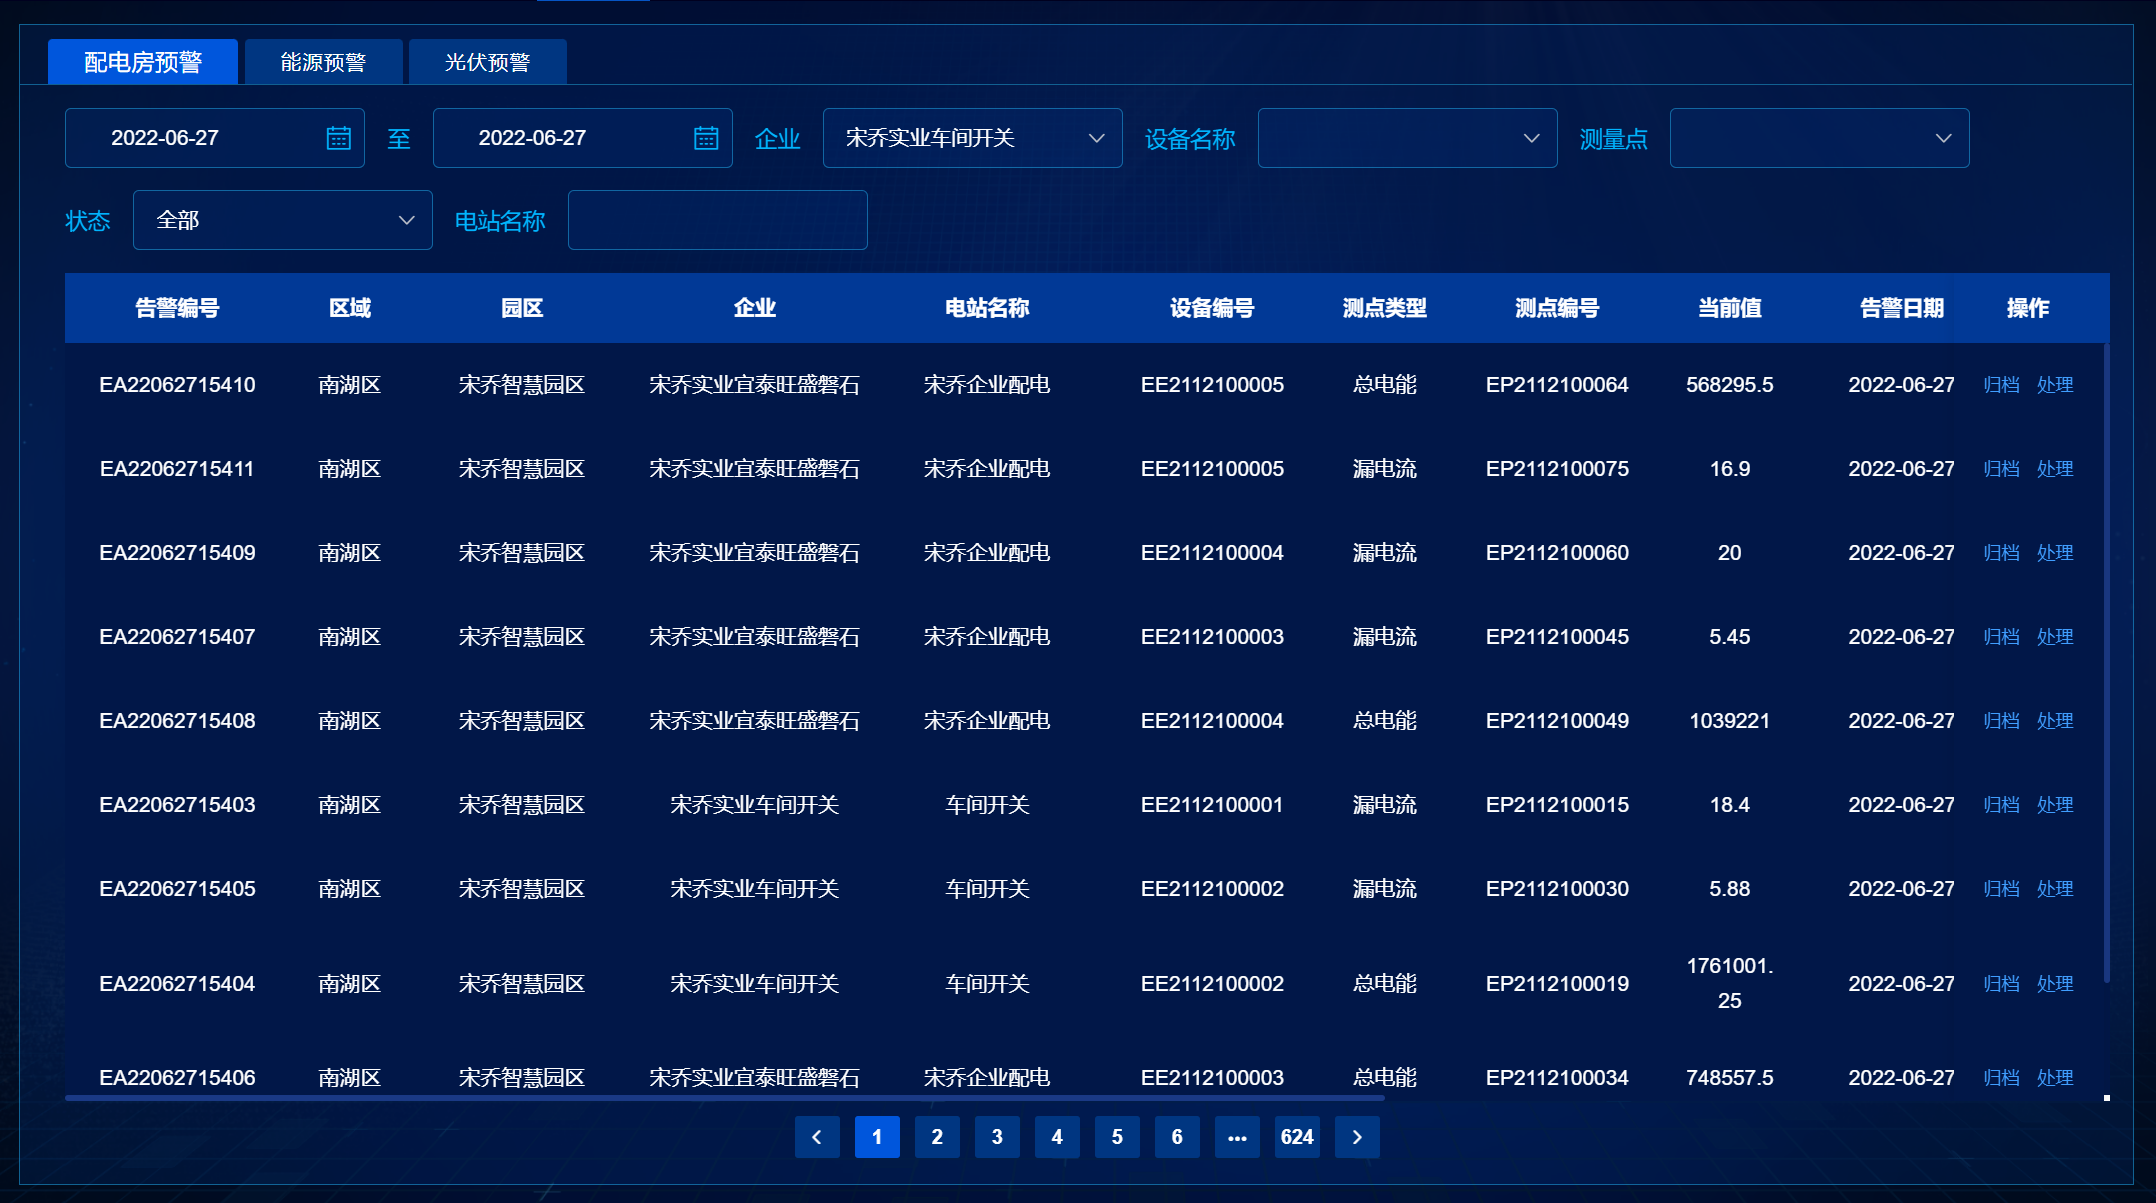 配电房预警 能源预警 光伏预警
2022-06-27 至 2022-06-27 企业 宋乔实业车间开关 设备名称 测量点
状态 全部 电站名称
告警编号 区域 园区 企业 电站名称 设备编号 测点类型 测点编号 当前值 告警日期 操作
EA22062715410 南湖区 宋乔智慧园区 宋乔实业宜泰旺盛磐石 宋乔企业配电 EE2112100005 总电能 EP2112100064 568295.5 2022-06-27 归档 处理
EA22062715411 南湖区 宋乔智慧园区 宋乔实业宜泰旺盛磐石 宋乔企业配电 EE2112100005 漏电流 EP2112100075 16.9 2022-06-27 归档 处理
EA22062715409 南湖区 宋乔智慧园区 宋乔实业宜泰旺盛磐石 宋乔企业配电 EE2112100004 漏电流 EP2112100060 20 2022-06-27 归档 处理
EA22062715407 南湖区 宋乔智慧园区 宋乔实业宜泰旺盛磐石 宋乔企业配电 EE2112100003 漏电流 EP2112100045 5.45 2022-06-27 归档 处理
EA22062715408 南湖区 宋乔智慧园区 宋乔实业宜泰旺盛磐石 宋乔企业配电 EE2112100004 总电能 EP2112100049 1039221 2022-06-27 归档 处理
EA22062715403 南湖区 宋乔智慧园区 宋乔实业车间开关 车间开关 EE2112100001 漏电流 EP2112100015 18.4 2022-06-27 归档 处理
EA22062715405 南湖区 宋乔智慧园区 宋乔实业车间开关 车间开关 EE2112100002 漏电流 EP2112100030 5.88 2022-06-27 归档 处理
EA22062715404 南湖区 宋乔智慧园区 宋乔实业车间开关 车间开关 EE2112100002 总电能 EP2112100019 1761001.
25 2022-06-27 归档 处理
EA22062715406 南湖区 宋乔智慧园区 宋乔实业宜泰旺盛磐石 宋乔企业配电 EE2112100003 总电能 EP2112100034 748557.5 2022-06-27 归档 处理
1 2 3 4 5 6 ••• 624